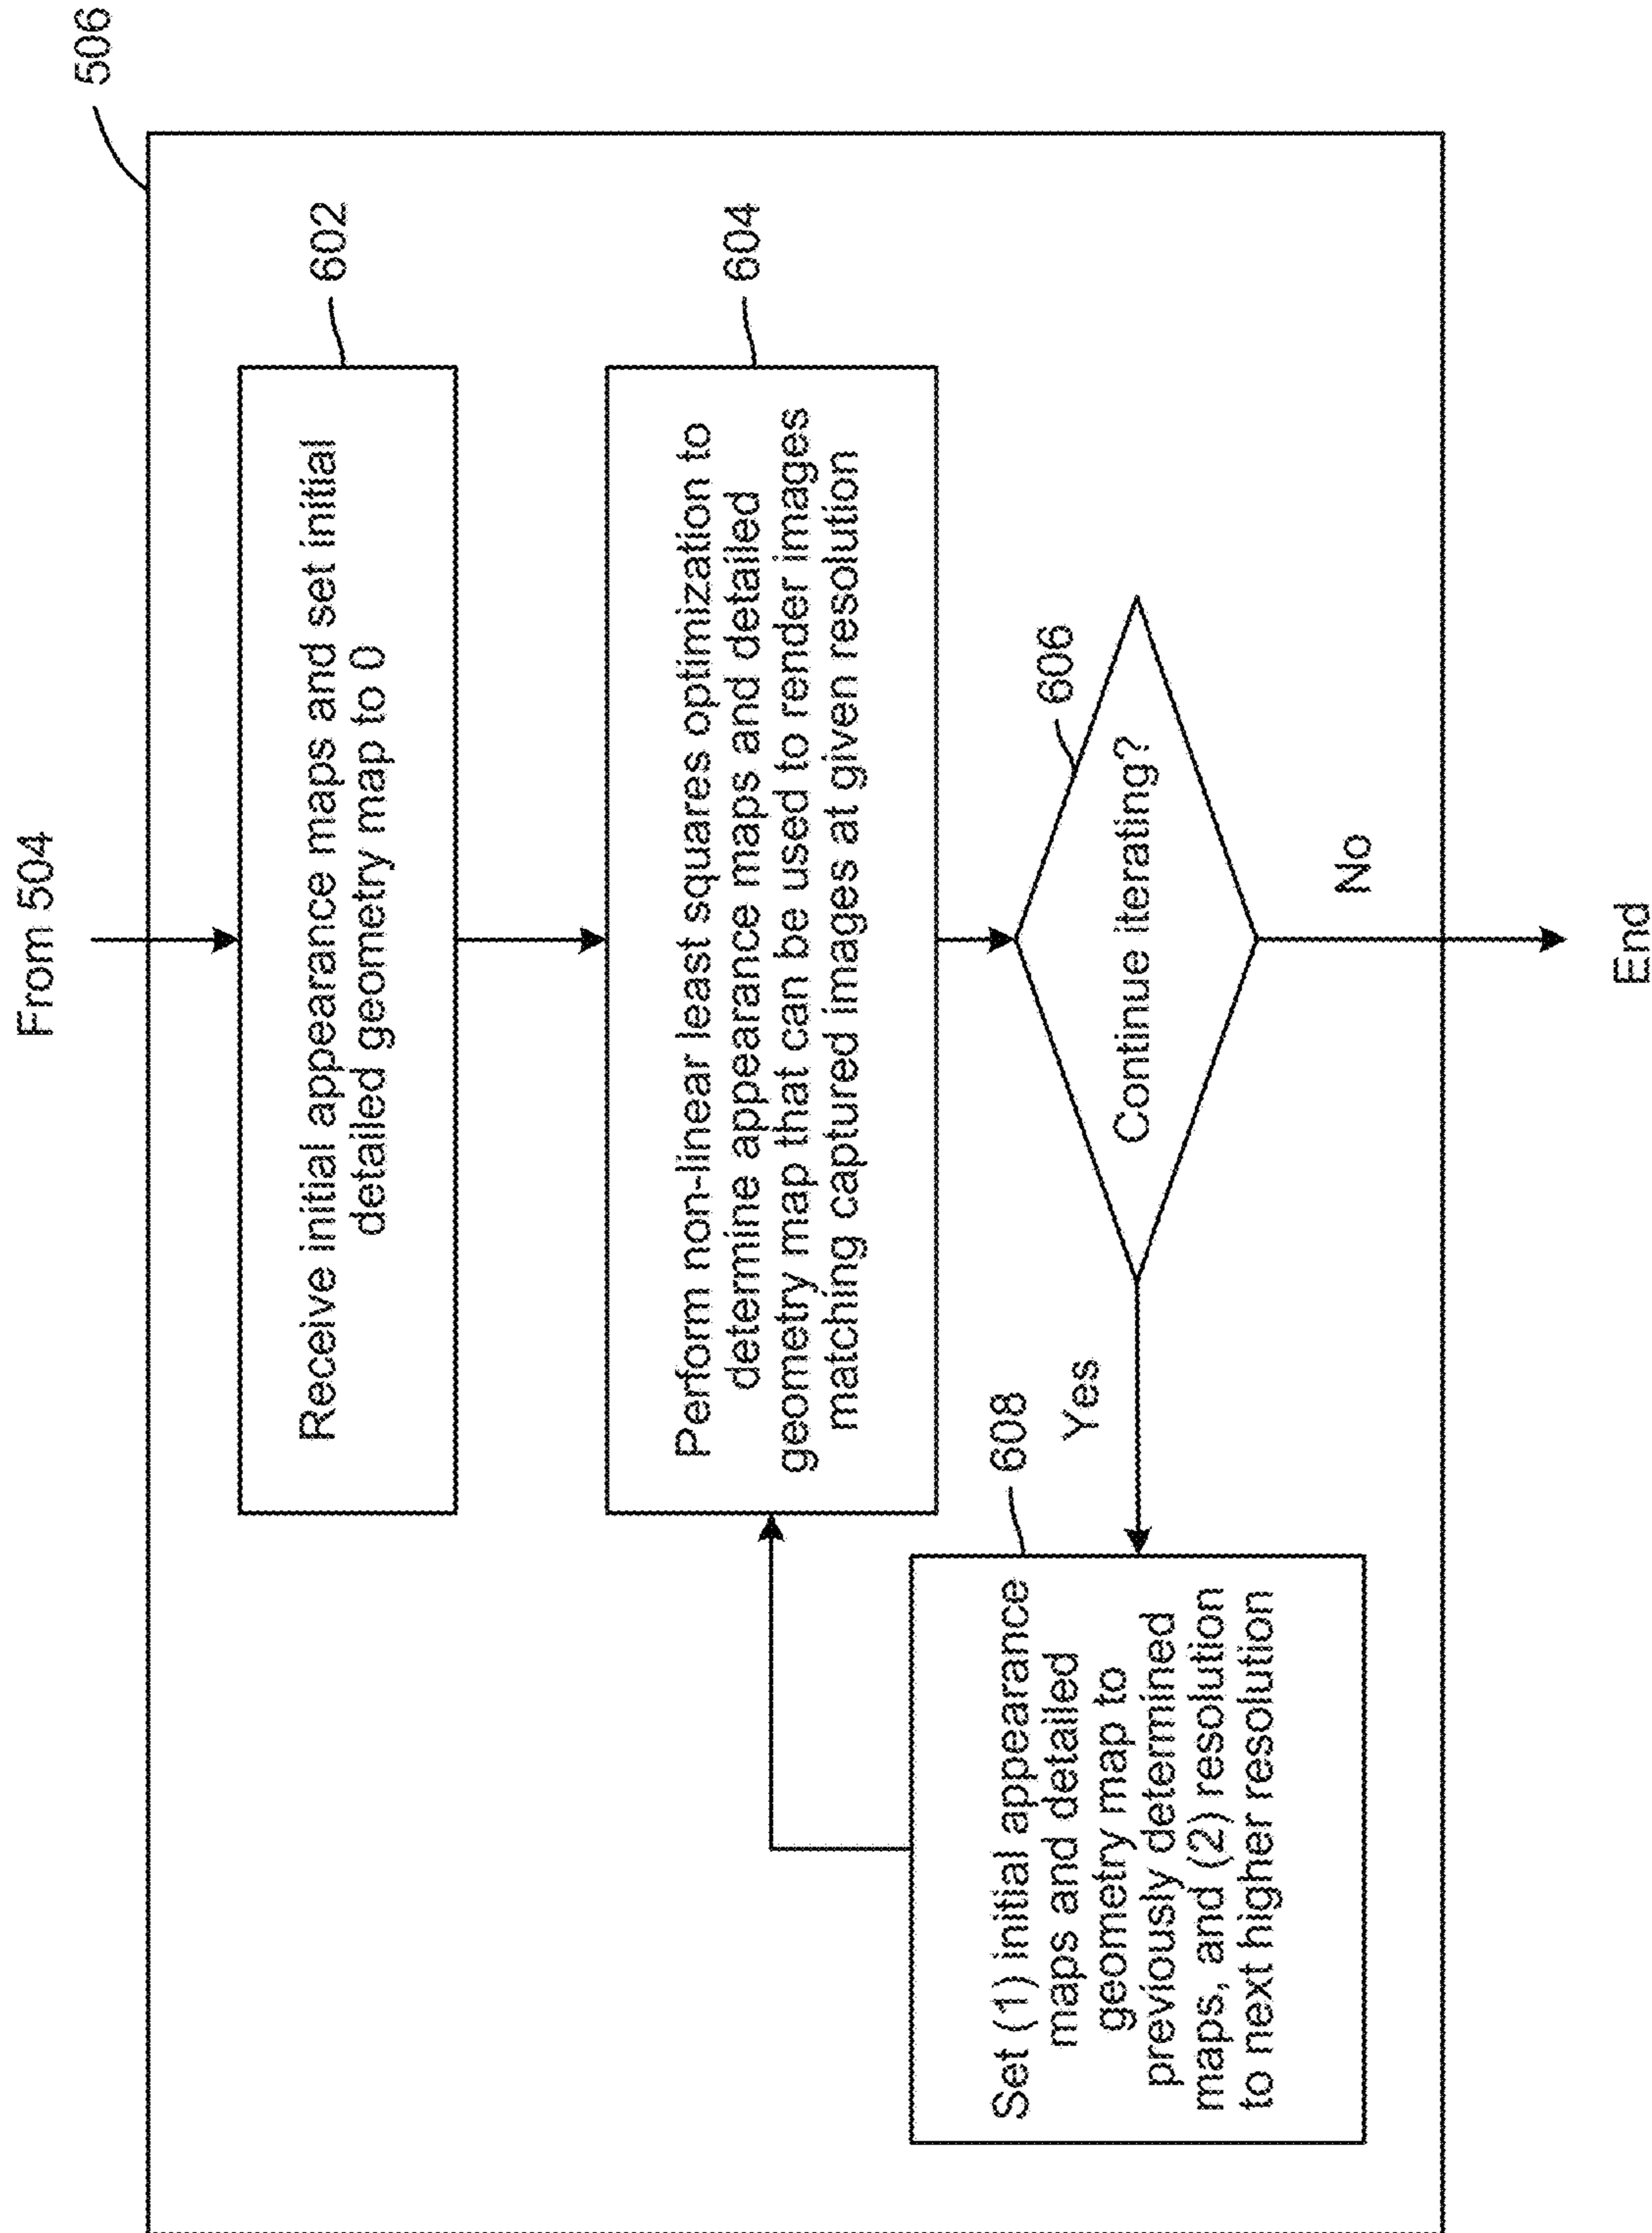 From 504
506
602
Receive initial appearance maps and set initial
detailed geometry map to 0
604
Perform non-linear least squares optimization to
determine appearance maps and detailed
geometry map that can be used to render images
matching captured images at given resolution
606
Continue iterating?
608
Yes
Set (1) initial appearance
maps and detailed
geometry map to
previously determined
maps, and (2) resolution
to next higher resolution
No
End